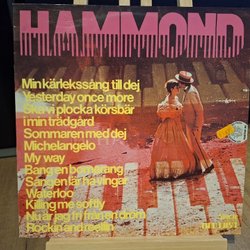 HAMMOND
Min kärlekssång till dej
Yesterday once more
Ska vi plocka körsbär
i min trädgård
Sommaren med dej
Michelangelo
My way
Bang en bomerang
Sången får ha vingar
Waterloo
Killing me softly
Nu är jag fri från en dröm
Rockin and reelin